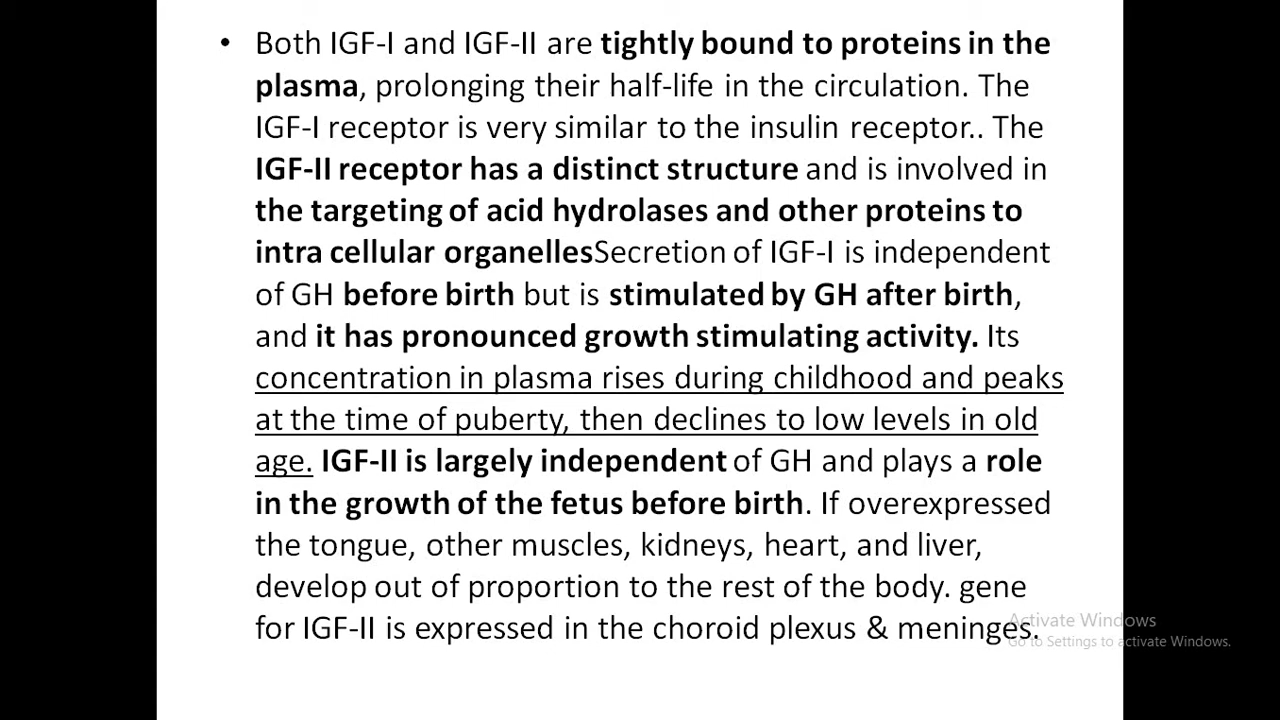 • Both IGF-I and IGF-II are tightly bound to proteins in the
plasma, prolonging their half-life in the circulation. The
IGF-I receptor is very similar to the insulin receptor.. The
IGF-II receptor has a distinct structure and is involved in
the targeting of acid hydrolases and other proteins to
intra cellular organellesSecretion of IGF-I is independent
of GH before birth but is stimulated by GH after birth,
and it has pronounced growth stimulating activity. Its
concentration in plasma rises during childhood and peaks
at the time of puberty, then declines to low levels in old
age. IGF-II is largely independent of GH and plays a role
in the growth of the fetus before birth. If overexpressed
the tongue, other muscles, kidneys, heart, and liver,
develop out of proportion to the rest of the body. gene
for IGF-II is expressed in the choroid plexus & meninges.
Activate Windows
Go to Settings to activate Windows.